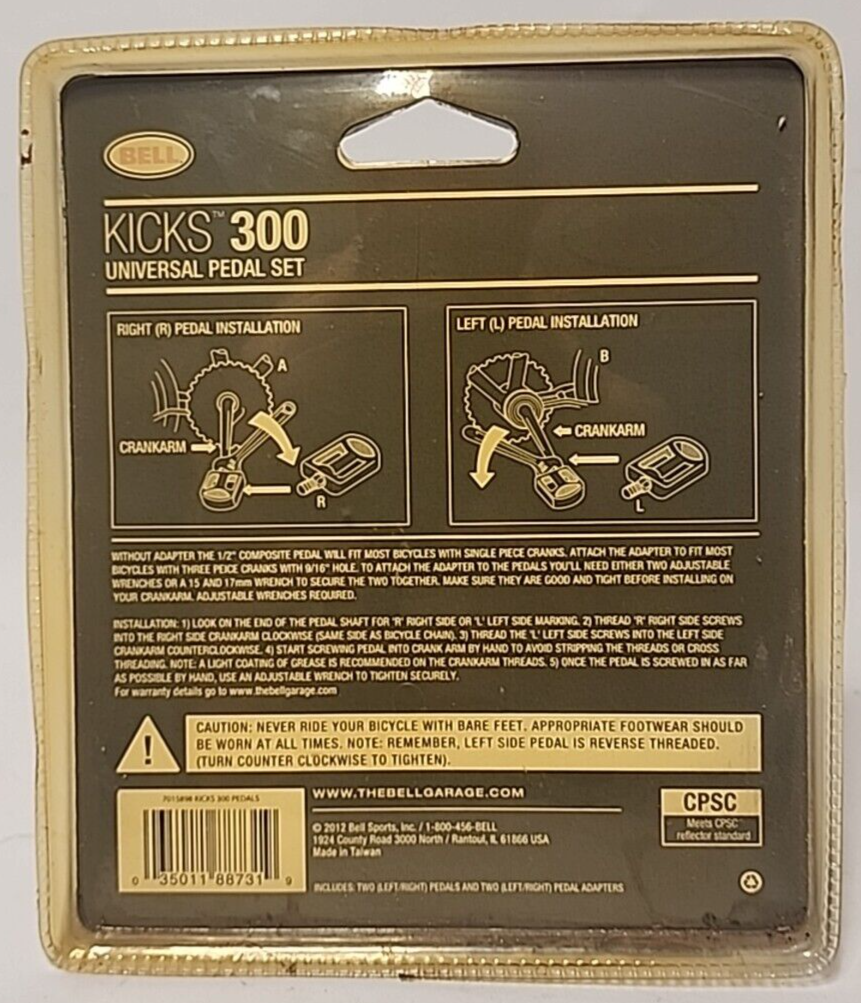 BELL
KICKS™ 300
UNIVERSAL PEDAL SET
RIGHT (R) PEDAL INSTALLATION
A
CRANKARM
R
LEFT (L) PEDAL INSTALLATION
B
CRANKARM
L
WITHOUT ADAPTER THE 1/2" COMPOSITE PEDAL WILL FIT MOST BICYCLES WITH SINGLE PIECE CRANKS. ATTACH THE ADAPTER TO FIT MOST
BICYCLES WITH THREE PEICE CRANKS WITH 9/16" HOLE. TO ATTACH THE ADAPTER TO THE PEDALS YOU'LL NEED EITHER TWO ADJUSTABLE
WRENCHES OR A 15 AND 17mm WRENCH TO SECURE THE TWO TOGETHER. MAKE SURE THEY ARE GOOD AND TIGHT BEFORE INSTALLING ON
YOUR CRANKARM. ADJUSTABLE WRENCHES REQUIRED.
INSTALLATION: 1) LOOK ON THE END OF THE PEDAL SHAFT FOR 'R' RIGHT SIDE OR 'L' LEFT SIDE MARKING. 2) THREAD 'R' RIGHT SIDE SCREWS
INTO THE RIGHT SIDE CRANKARM CLOCKWISE (SAME SIDE AS BICYCLE CHAIN). 3) THREAD THE 'L' LEFT SIDE SCREWS INTO THE LEFT SIDE
CRANKARM COUNTERCLOCKWISE. 4) START SCREWING PEDAL INTO CRANK ARM BY HAND TO AVOID STRIPPING THE THREADS OR CROSS
THREADING. NOTE: A LIGHT COATING OF GREASE IS RECOMMENDED ON THE CRANKARM THREADS. 5) ONCE THE PEDAL IS SCREWED IN AS FAR
AS POSSIBLE BY HAND, USE AN ADJUSTABLE WRENCH TO TIGHTEN SECURELY.
For warranty details go to www.thebellgarage.com
! CAUTION: NEVER RIDE YOUR BICYCLE WITH BARE FEET. APPROPRIATE FOOTWEAR SHOULD
BE WORN AT ALL TIMES. NOTE: REMEMBER, LEFT SIDE PEDAL IS REVERSE THREADED.
(TURN COUNTER CLOCKWISE TO TIGHTEN).
7015898 KICKS 300 PEDALS
0 35011 88731 9
WWW.THEBELLGARAGE.COM
© 2012 Bell Sports, Inc. / 1-800-456-BELL
1924 County Road 3000 North / Rantoul, IL 61866 USA
Made in Taiwan
INCLUDES: TWO (LEFT/RIGHT) PEDALS AND TWO (LEFT/RIGHT) PEDAL ADAPTERS
CPSC
Meets CPSC
reflector standard